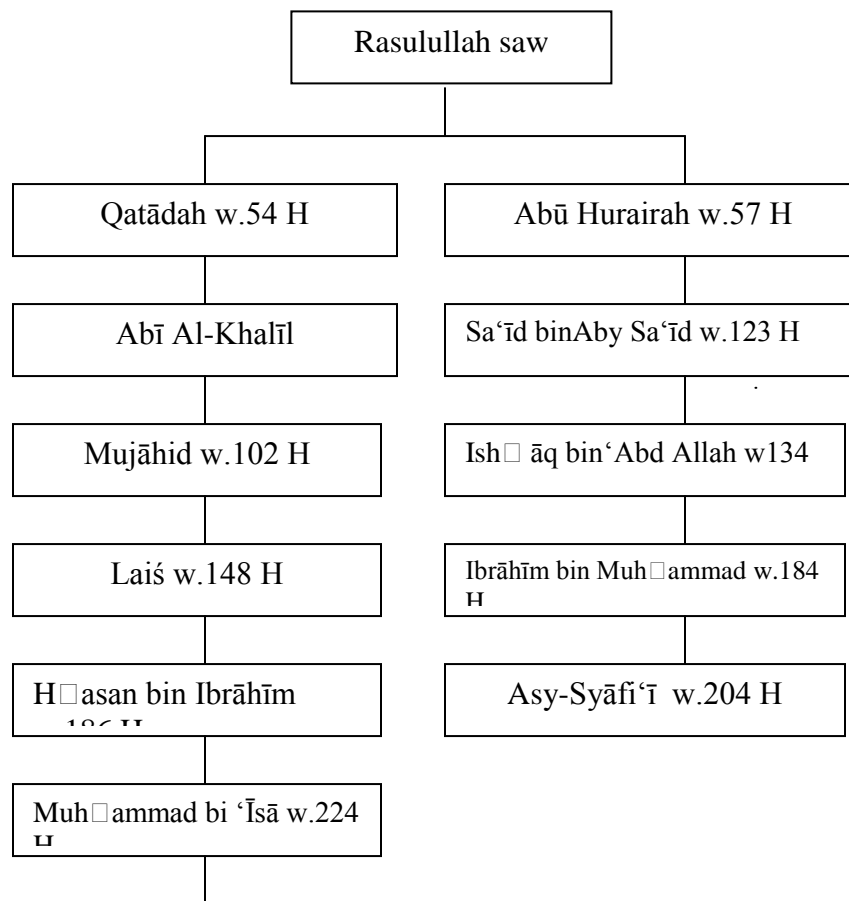 Rasulullah saw
Qatādah w.54 H
Abū Hurairah w.57 H
Abī Al-Khalīl
Sa‘īd binAby Sa‘īd w.123 H
Mujāhid w.102 H
Ish□ āq bin‘Abd Allah w134
Laiś w.148 H
Ibrāhīm bin Muh□ammad w.184
H
H□asan bin Ibrāhīm
186 H
Asy-Syāfi‘ī w.204 H
Muh□ammad bi ‘Īsā w.224
H